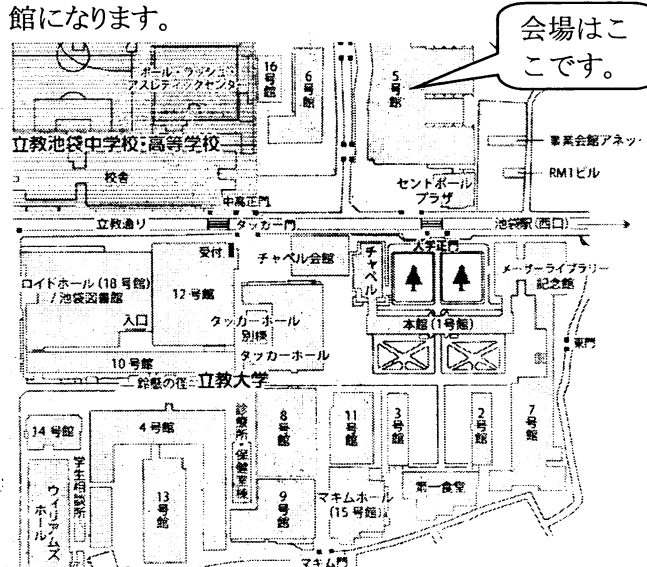 館になります。
会場はこ
こです。
ポール・ラッシュ・
アスレティックセンター
16号館
6号館
5号館
立教池袋中学校・高等学校
校舎
事業会館アネッ
RM1ビル
セントポール
プラザ
中高正門
立教通り
タッカー門
池袋駅(西口)
受付
チャペル会館
チャペル
大学正門
メーザーライブラリー
記念館
ロイドホール(18号館)
/池袋図書館
12号館
入口
タッカーホール
別棟
タッカーホール
本館(1号館)
東門
10号館
鈴懸の径
立教大学
14号館
4号館
診療所・保健室棟
8号館
11号館
3号館
2号館
7号館
学生相談所
ウイリアムズ
ホール
13号館
9号館
マキムホール
(15号館)
第一食堂
マキム門